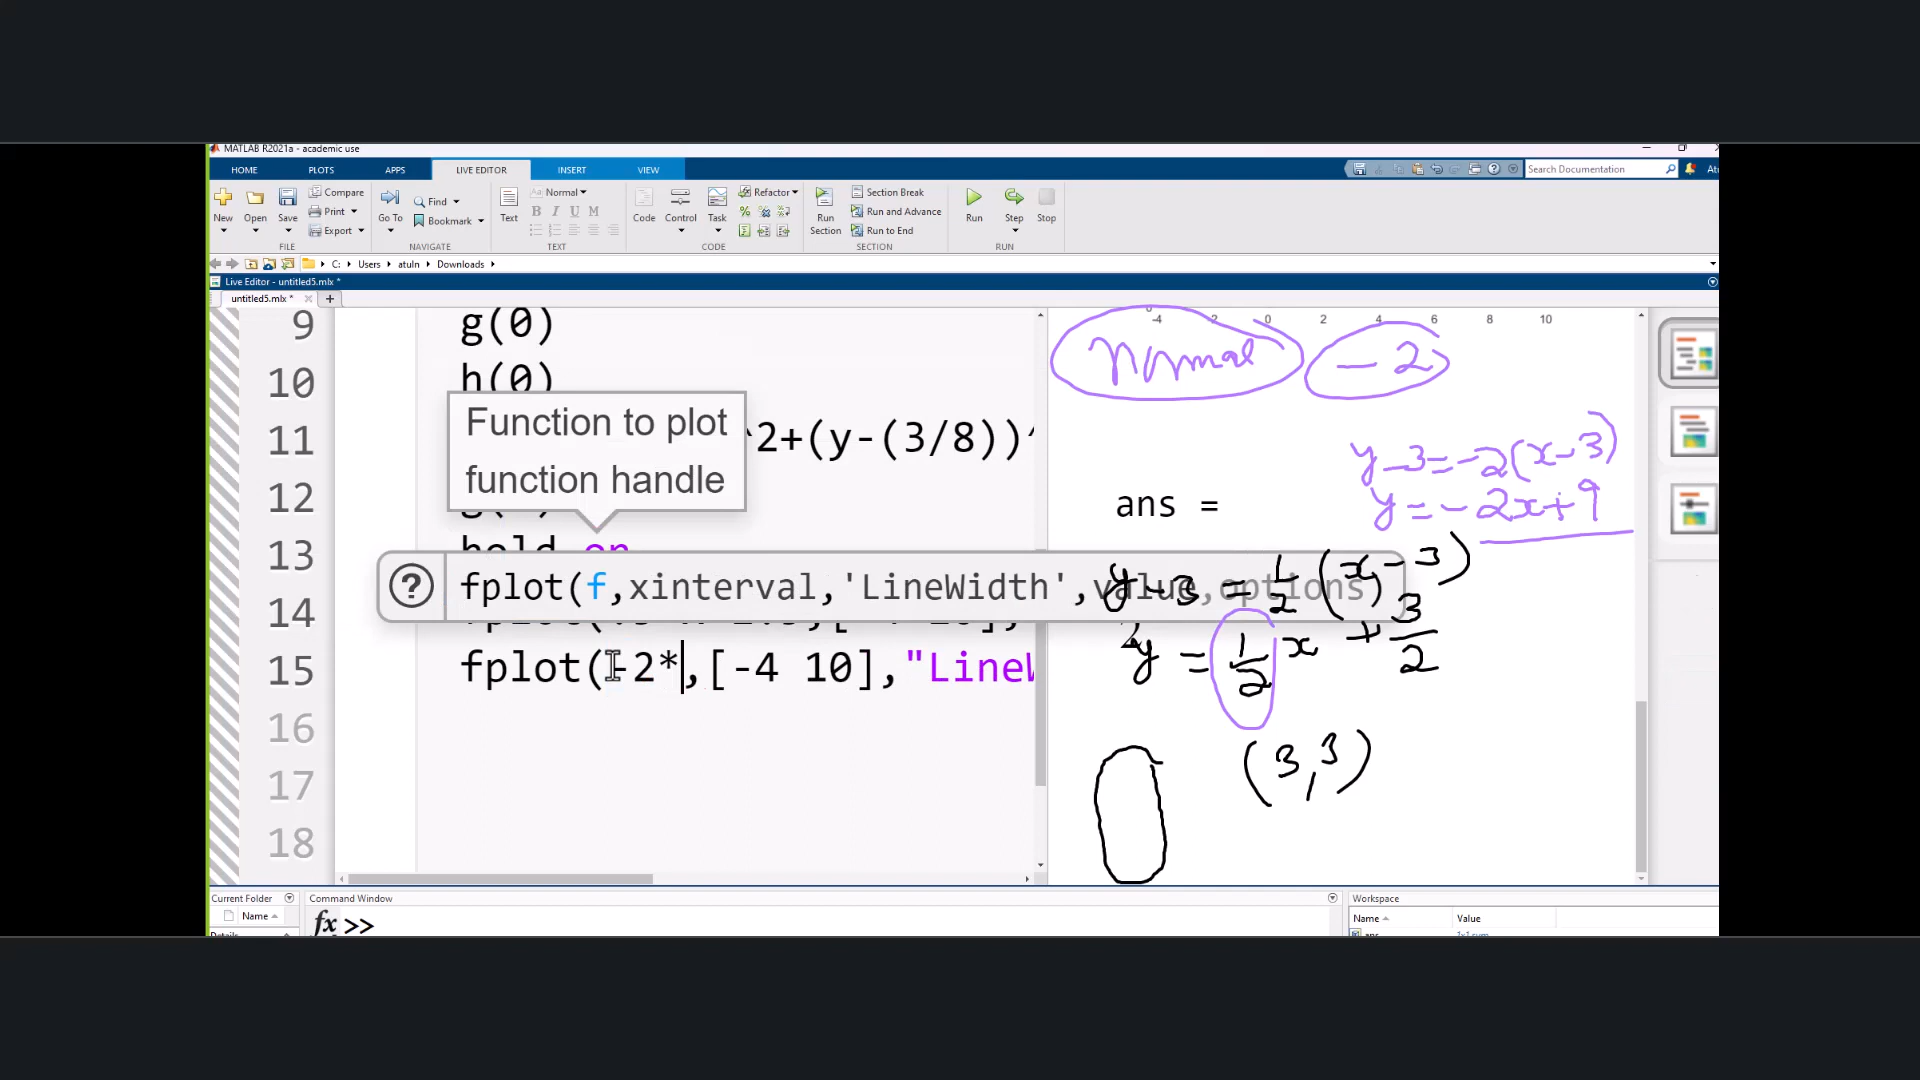 MATLAB R2021a - academic use
HOME PLOTS APPS LIVE EDITOR INSERT VIEW
Search Documentation
New Open Save Compare Print Export
Go To Find Bookmark
Text Normal B I U M
Code Control Task Refactor
Run Section Section Break Run and Advance Run to End
Run Step Stop
FILE NAVIGATE TEXT CODE SECTION RUN
C: Users atuln Downloads
Live Editor - untitled5.mlx *
untitled5.mlx * × +
9 g(0)
10 h(0)
11 ^2+(y-(3/8))^
12
13 hold on
14
15 fplot(-2*,[-4 10],"LineW
16
17
18
Function to plot
function handle
fplot(f,xinterval,'LineWidth',value,options)
-4 -2 0 2 4 6 8 10
Normal -2
y-3=-2(x-3)
y=-2x+9
ans =
y-3=1/2(x-3)
y=1/2x+3/2
(3,3)
Current Folder
Name
Details
Command Window
fx >>
Workspace
Name Value
ans 1x1 sym